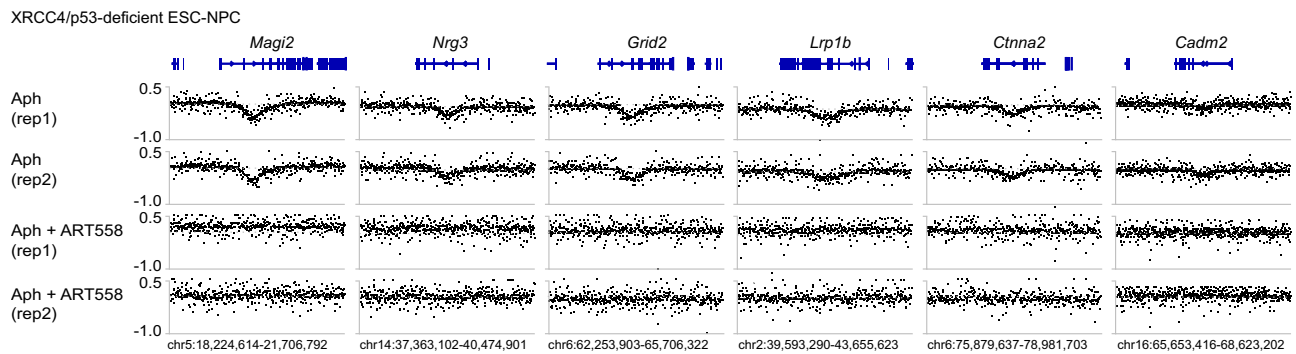 XRCC4/p53-deficient ESC-NPC
Magi2 Nrg3 Grid2 Lrp1b Ctnna2 Cadm2
Aph
(rep1)
0.5
-1.0
Aph
(rep2)
0.5
-1.0
Aph + ART558
(rep1)
0.5
-1.0
Aph + ART558
(rep2)
0.5
-1.0
chr5:18,224,614-21,706,792 chr14:37,363,102-40,474,901 chr6:62,253,903-65,706,322 chr2:39,593,290-43,655,623 chr6:75,879,637-78,981,703 chr16:65,653,416-68,623,202